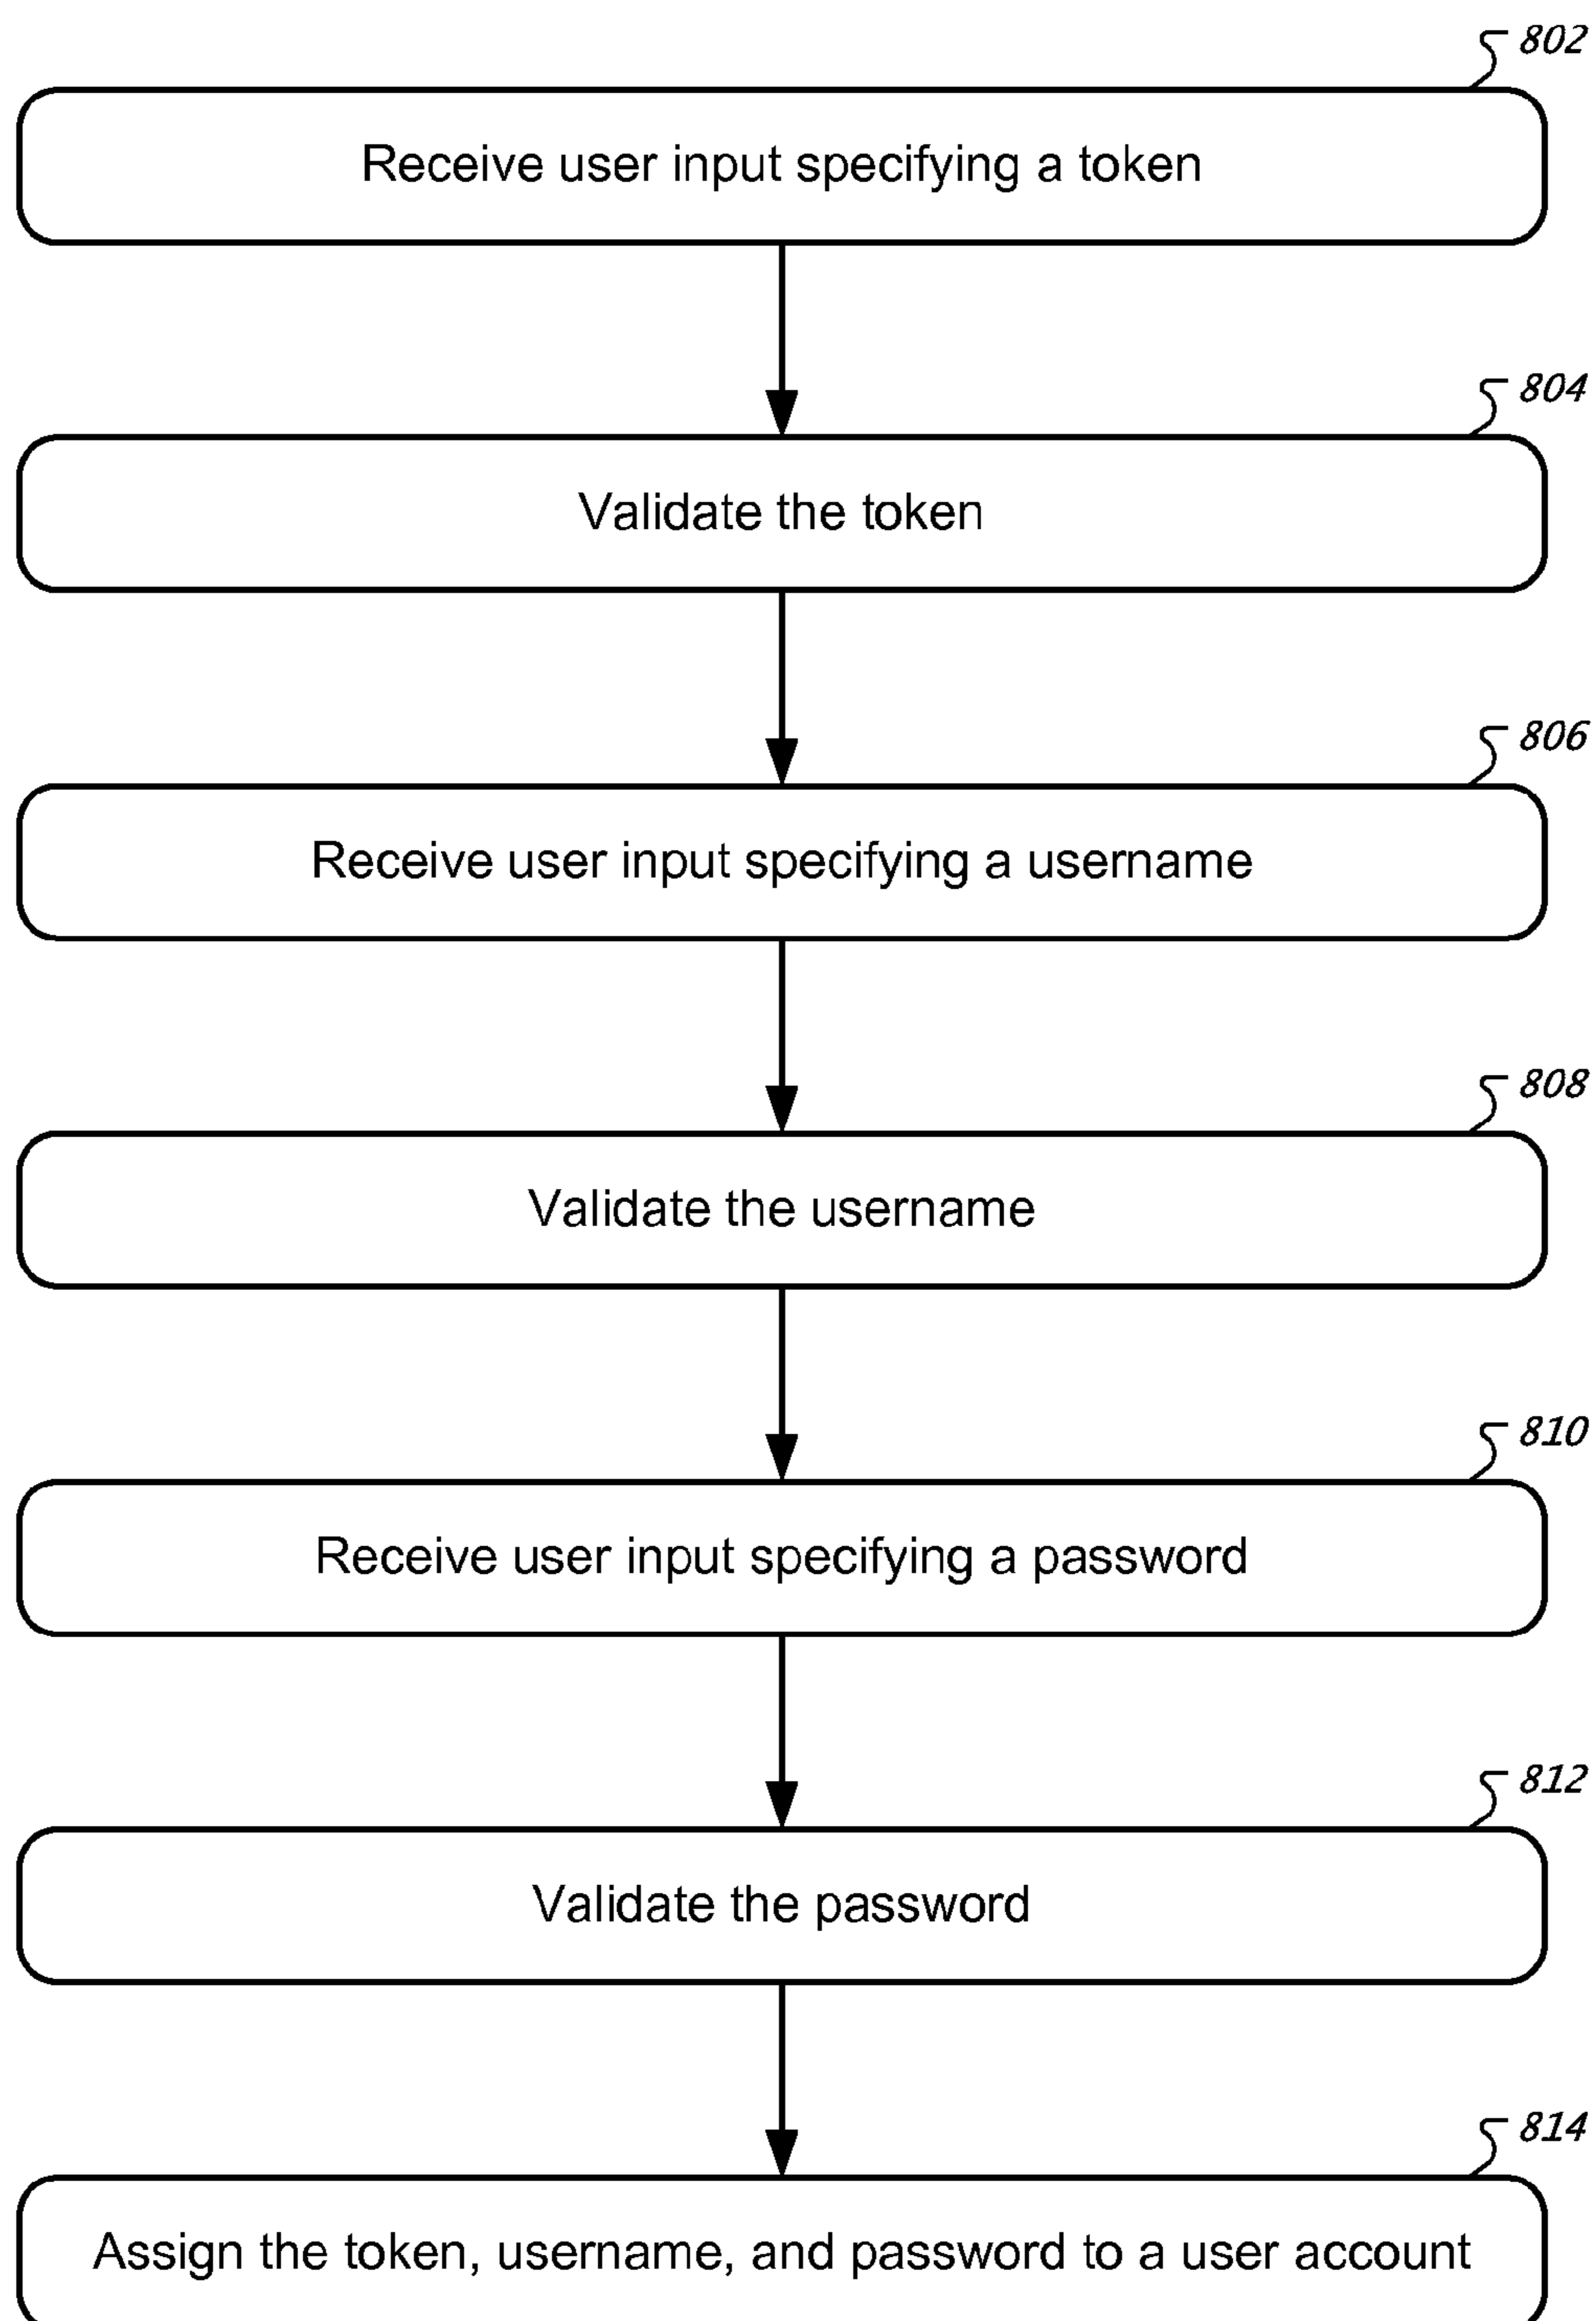 802
Receive user input specifying a token
804
Validate the token
806
Receive user input specifying a username
808
Validate the username
810
Receive user input specifying a password
812
Validate the password
814
Assign the token, username, and password to a user account